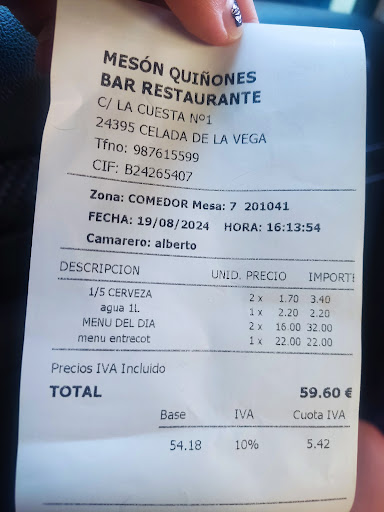 MESÓN QUIÑONES
BAR RESTAURANTE
C/ LA CUESTA Nº1
24395 CELADA DE LA VEGA
Tfno: 987615599
CIF: B24265407
Zona: COMEDOR Mesa: 7 201041
FECHA: 19/08/2024 HORA: 16:13:54
Camarero: alberto
DESCRIPCION UNID. PRECIO IMPORTE
1/5 CERVEZA 2 x 1.70 3.40
agua 1L 1 x 2.20 2.20
MENU DEL DIA 2 x 16.00 32.00
menu entrecot 1 x 22.00 22.00
Precios IVA Incluido
TOTAL 59.60 €
Base IVA Cuota IVA
54.18 10% 5.42